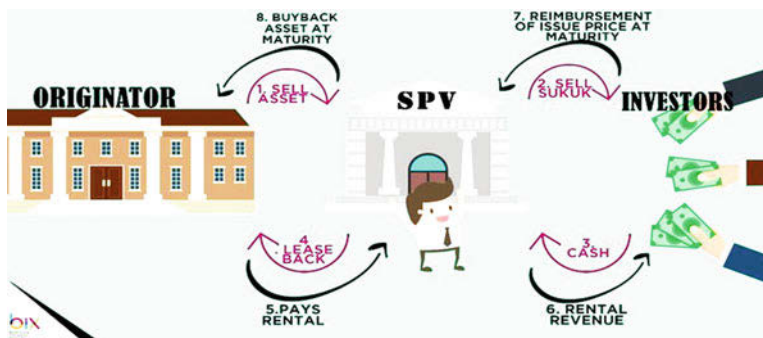 8. BUYBACK
ASSET AT
MATURITY
7. REIMBURSEMENT
OF ISSUE PRICE AT
MATURITY
ORIGINATOR
1. SELL
ASSET
SPV
2. SELL
SUKUK
INVESTORS
4
. LEASE
BACK
3.
CASH
5.PAYS
RENTAL
6. RENTAL
REVENUE
bix